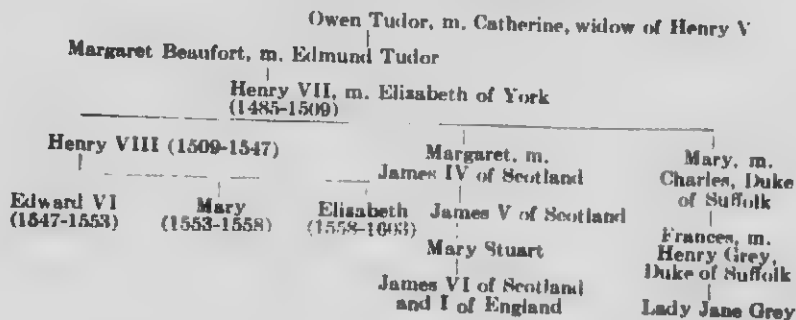 Owen Tudor, m. Catherine, widow of Henry V
Margaret Beaufort, m. Edmund Tudor
Henry VII, m. Elizabeth of York
(1485-1509)
Henry VIII (1509-1547)
Margaret, m.
James IV of Scotland
Mary, m.
Charles, Duke
of Suffolk
Edward VI
(1547-1553)
Mary
(1553-1558)
Elizabeth
(1558-1603)
James V of Scotland
Mary Stuart
James VI of Scotland
and I of England
Frances, m.
Henry Grey,
Duke of Suffolk
Lady Jane Grey